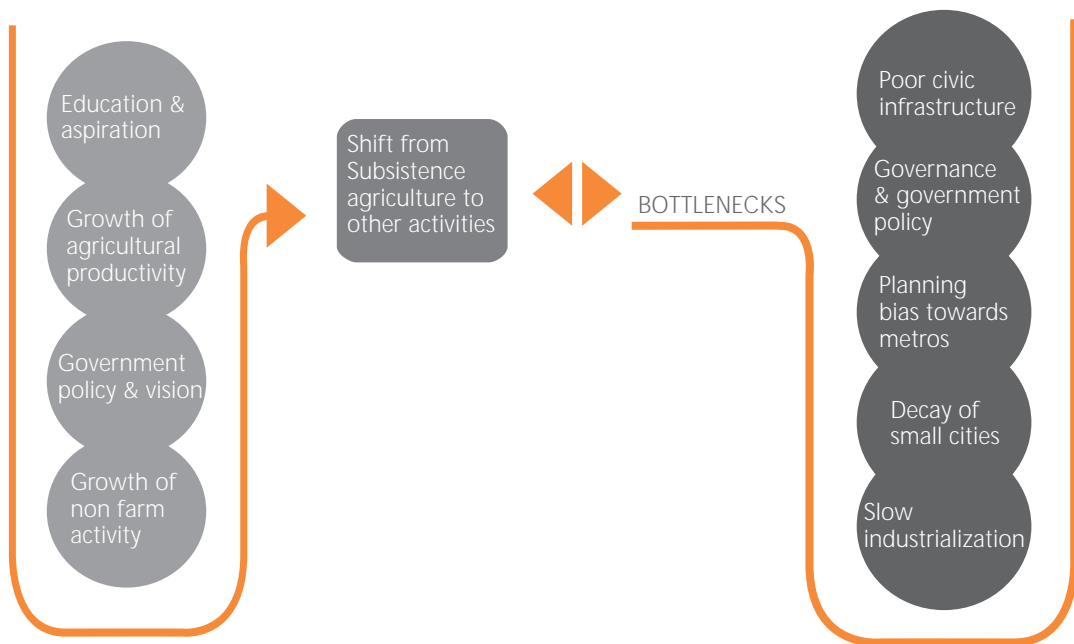 Education &
aspiration
Growth of
agricultural
productivity
Government
policy & vision
Growth of
non farm
activity
Shift from
Subsistence
agriculture to
other activities
BOTTLENECKS
Poor civic
infrastructure
Governance
& government
policy
Planning
bias towards
metros
Decay of
small cities
Slow
industrialization